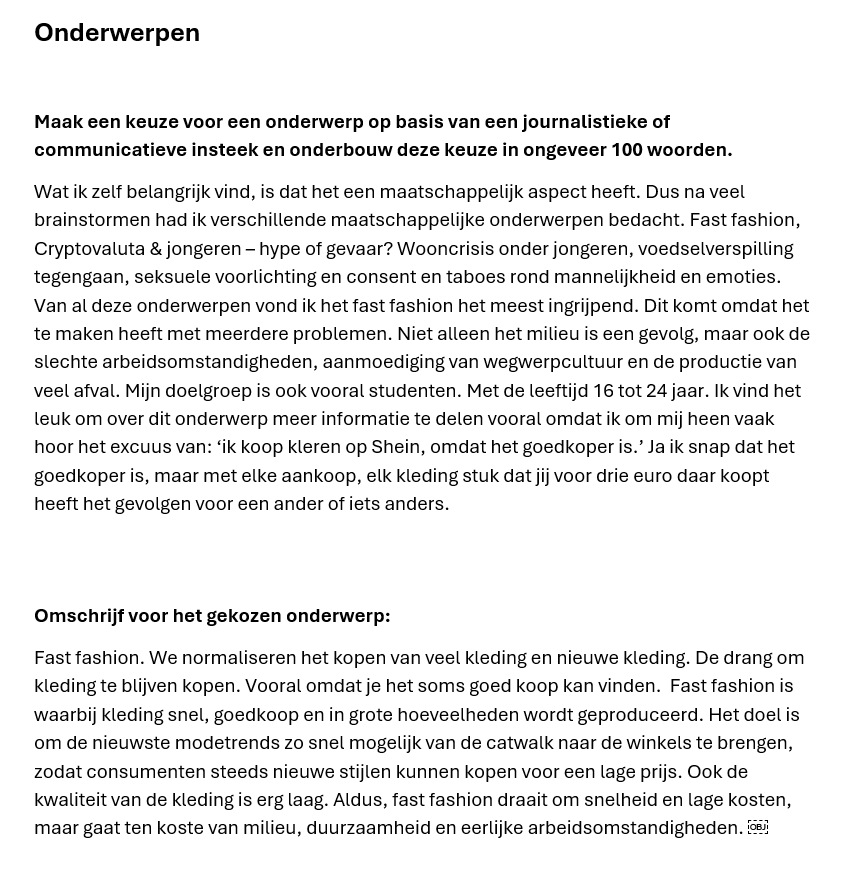 Onderwerpen
Maak een keuze voor een onderwerp op basis van een journalistieke of
communicatieve insteek en onderbouw deze keuze in ongeveer 100 woorden.
Wat ik zelf belangrijk vind, is dat het een maatschappelijk aspect heeft. Dus na veel
brainstormen had ik verschillende maatschappelijke onderwerpen bedacht. Fast fashion,
Cryptovaluta & jongeren – hype of gevaar? Wooncrisis onder jongeren, voedselverspilling
tegengaan, seksuele voorlichting en consent en taboes rond mannelijkheid en emoties.
Van al deze onderwerpen vond ik het fast fashion het meest ingrijpend. Dit komt omdat het
te maken heeft met meerdere problemen. Niet alleen het milieu is een gevolg, maar ook de
slechte arbeidsomstandigheden, aanmoediging van wegwerpcultuur en de productie van
veel afval. Mijn doelgroep is ook vooral studenten. Met de leeftijd 16 tot 24 jaar. Ik vind het
leuk om over dit onderwerp meer informatie te delen vooral omdat ik om mij heen vaak
hoor het excuus van: ‘ik koop kleren op Shein, omdat het goedkoper is.’ Ja ik snap dat het
goedkoper is, maar met elke aankoop, elk kleding stuk dat jij voor drie euro daar koopt
heeft het gevolgen voor een ander of iets anders.
Omschrijf voor het gekozen onderwerp:
Fast fashion. We normaliseren het kopen van veel kleding en nieuwe kleding. De drang om
kleding te blijven kopen. Vooral omdat je het soms goed koop kan vinden.  Fast fashion is
waarbij kleding snel, goedkoop en in grote hoeveelheden wordt geproduceerd. Het doel is
om de nieuwste modetrends zo snel mogelijk van de catwalk naar de winkels te brengen,
zodat consumenten steeds nieuwe stijlen kunnen kopen voor een lage prijs. Ook de
kwaliteit van de kleding is erg laag. Aldus, fast fashion draait om snelheid en lage kosten,
maar gaat ten koste van milieu, duurzaamheid en eerlijke arbeidsomstandigheden. OBJ